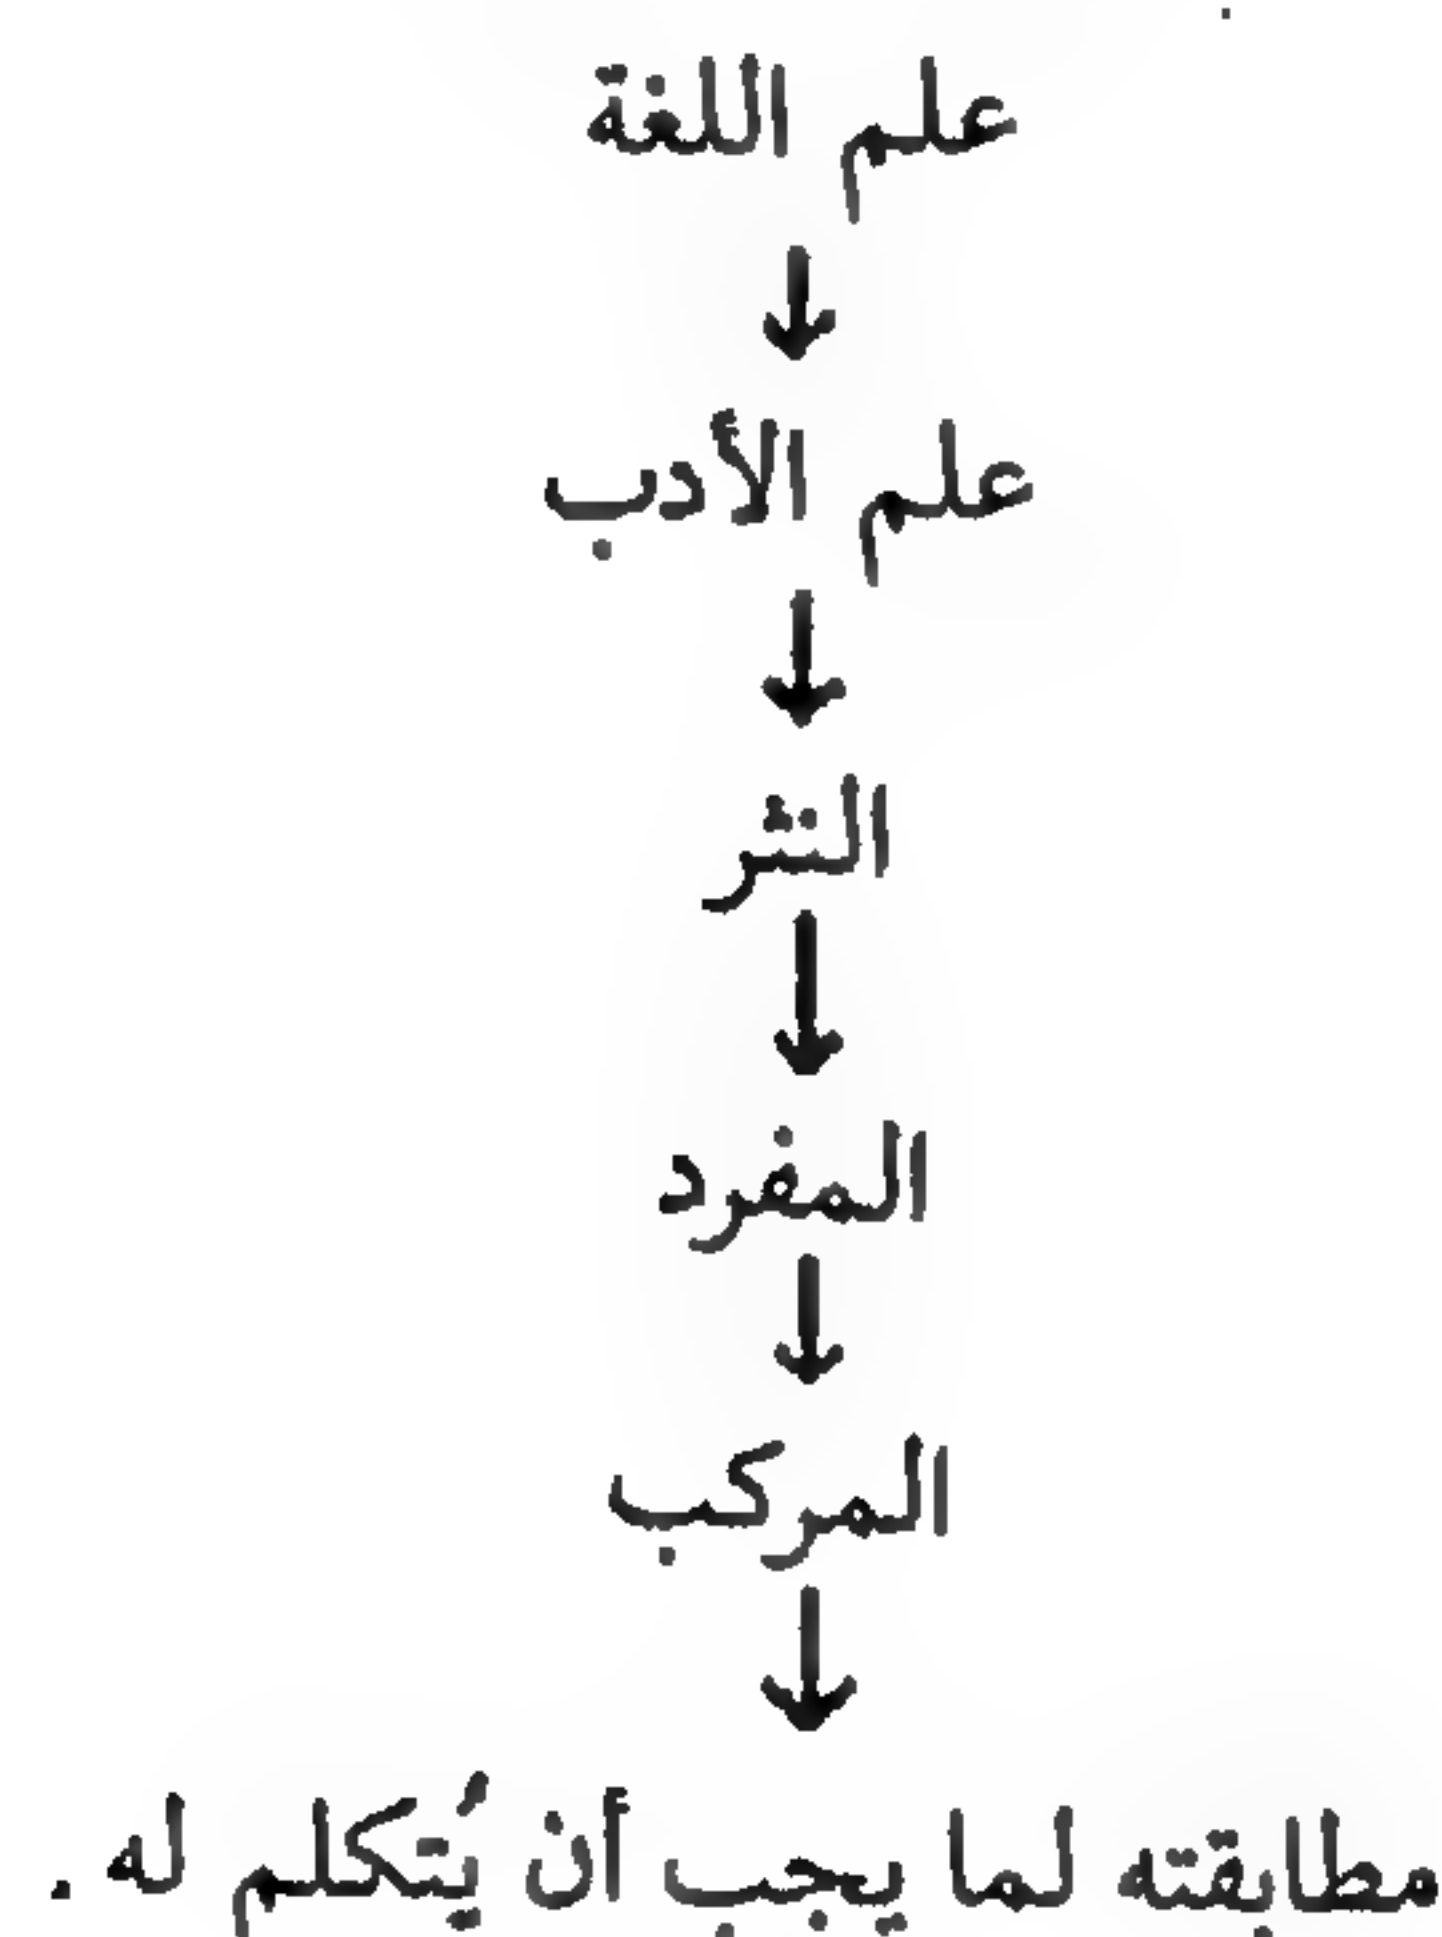 علم اللغة
↓
علم الأدب
↓
النثر
↓
المفرد
↓
المركب
↓
مطابقته لما يجب أن يُتكلم له .